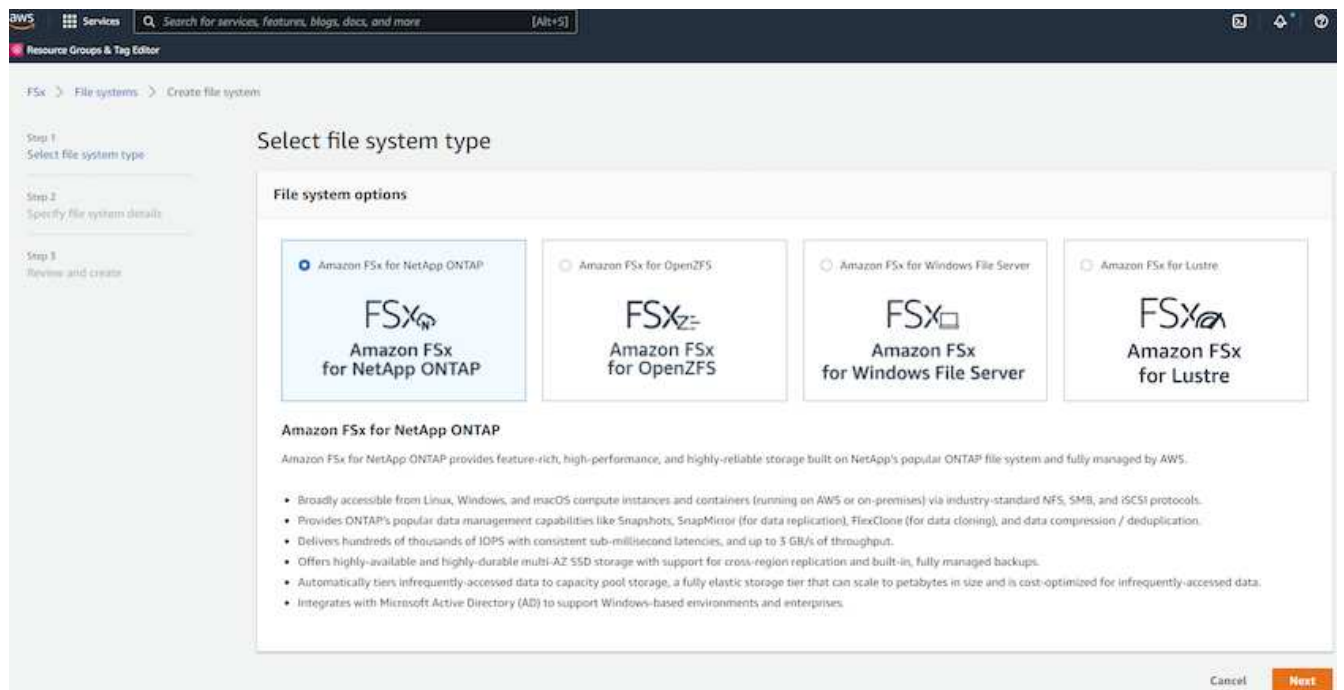 aws Services Search for services, features, blogs, docs, and more [Alt+S]
Resource Groups & Tag Editor
FSx > File systems > Create file system
Step 1
Select file system type
Step 2
Specify file system details
Step 3
Review and create
Select file system type
File system options
Amazon FSx for NetApp ONTAP
FSx N
Amazon FSx
for NetApp ONTAP
Amazon FSx for OpenZFS
FSx Z
Amazon FSx
for OpenZFS
Amazon FSx for Windows File Server
FSx
Amazon FSx
for Windows File Server
Amazon FSx for Lustre
FSx
Amazon FSx
for Lustre
Amazon FSx for NetApp ONTAP
Amazon FSx for NetApp ONTAP provides feature-rich, high-performance, and highly-reliable storage built on NetApp's popular ONTAP file system and fully managed by AWS.
• Broadly accessible from Linux, Windows, and macOS compute instances and containers (running on AWS or on-premises) via industry-standard NFS, SMB, and iSCSI protocols.
• Provides ONTAP's popular data management capabilities like Snapshots, SnapMirror (for data replication), FlexClone (for data cloning), and data compression / deduplication.
• Delivers hundreds of thousands of IOPS with consistent sub-millisecond latencies, and up to 3 GB/s of throughput.
• Offers highly-available and highly-durable multi-AZ SSD storage with support for cross-region replication and built-in, fully managed backups.
• Automatically tiers infrequently-accessed data to capacity pool storage, a fully elastic storage tier that can scale to petabytes in size and is cost-optimized for infrequently-accessed data.
• Integrates with Microsoft Active Directory (AD) to support Windows-based environments and enterprises.
Cancel Next